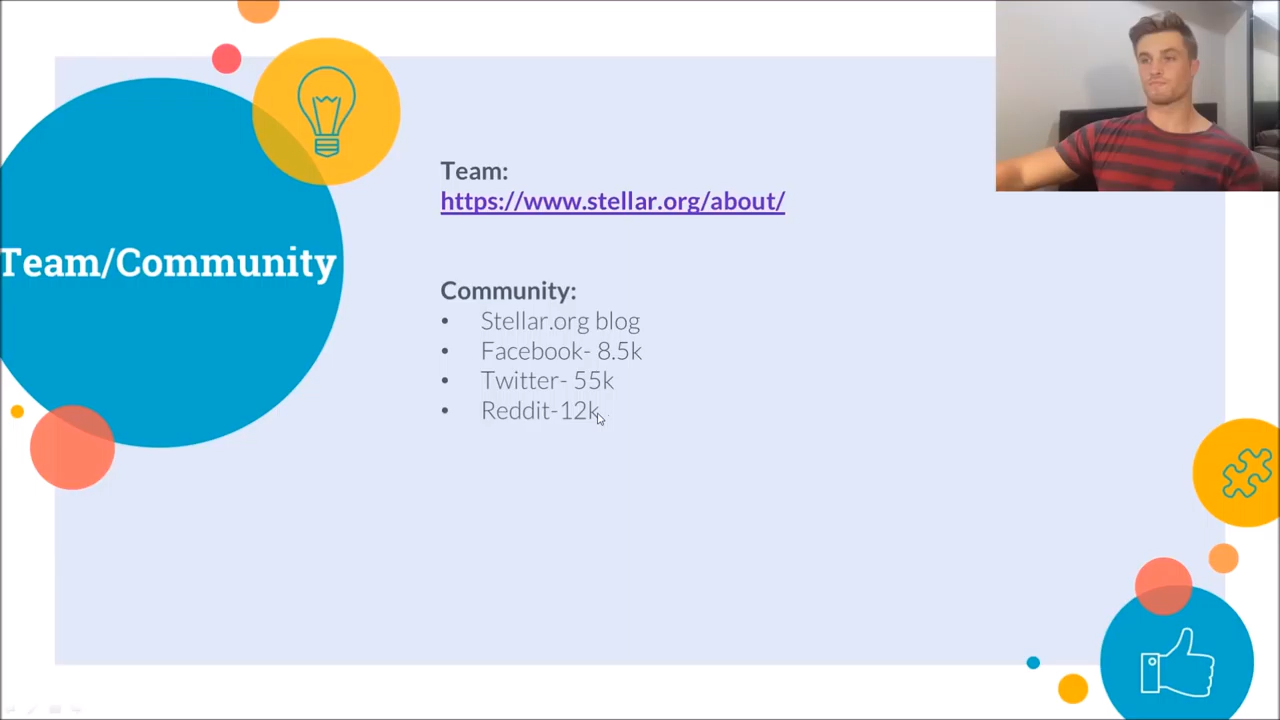 Team/Community
Team:
https://www.stellar.org/about/
Community:
• Stellar.org blog
• Facebook- 8.5k
• Twitter- 55k
• Reddit-12k